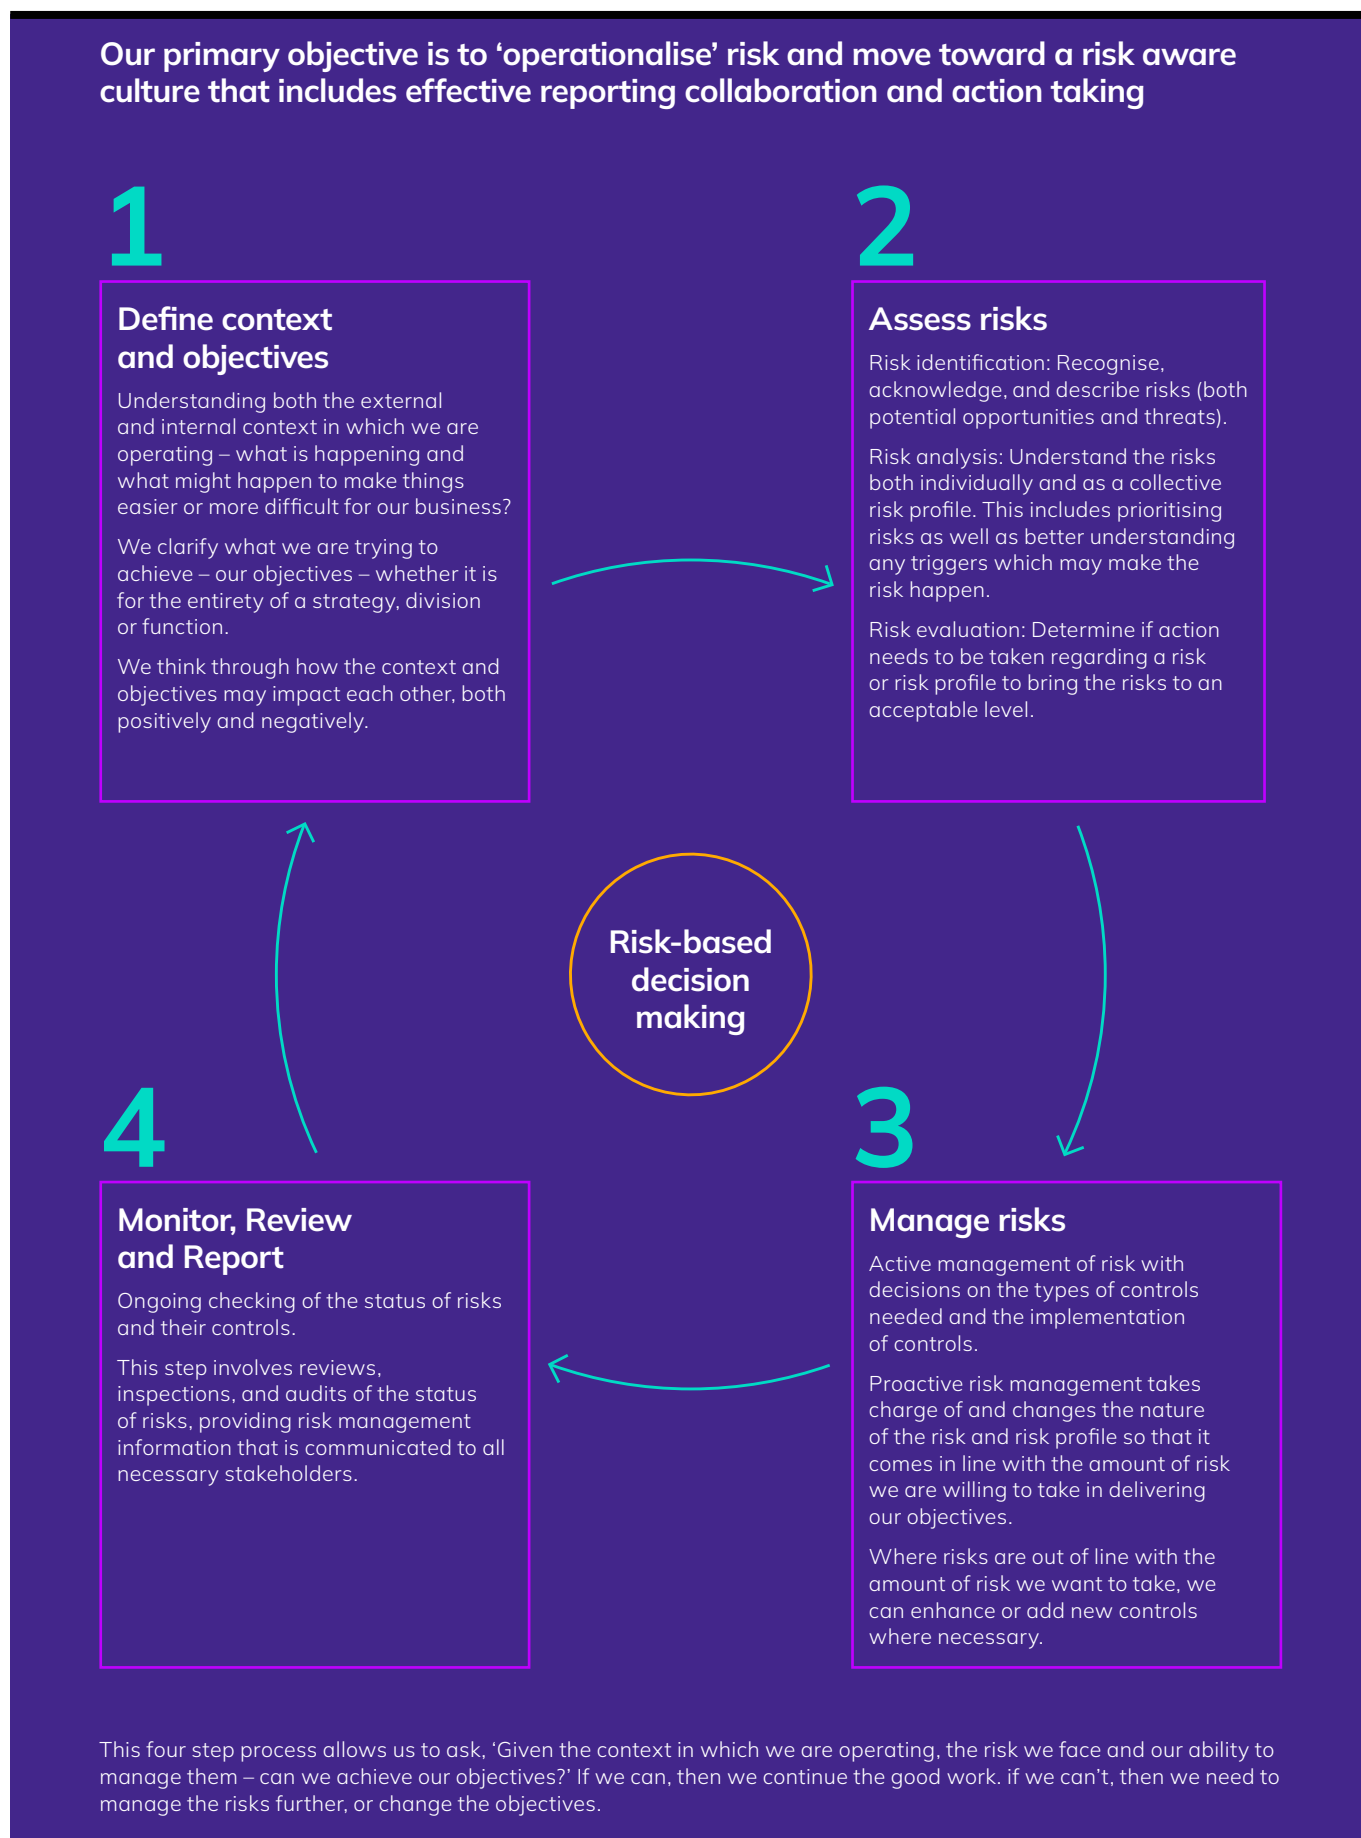 Our primary objective is to ‘operationalise’ risk and move toward a risk aware
culture that includes effective reporting collaboration and action taking
1
Define context
and objectives
Understanding both the external
and internal context in which we are
operating – what is happening and
what might happen to make things
easier or more difficult for our business?
We clarify what we are trying to
achieve – our objectives – whether it is
for the entirety of a strategy, division
or function.
We think through how the context and
objectives may impact each other, both
positively and negatively.
2
Assess risks
Risk identification: Recognise,
acknowledge, and describe risks (both
potential opportunities and threats).
Risk analysis: Understand the risks
both individually and as a collective
risk profile. This includes prioritising
risks as well as better understanding
any triggers which may make the
risk happen.
Risk evaluation: Determine if action
needs to be taken regarding a risk
or risk profile to bring the risks to an
acceptable level.
Risk-based
decision
making
3
Manage risks
Active management of risk with
decisions on the types of controls
needed and the implementation
of controls.
Proactive risk management takes
charge of and changes the nature
of the risk and risk profile so that it
comes in line with the amount of risk
we are willing to take in delivering
our objectives.
Where risks are out of line with the
amount of risk we want to take, we
can enhance or add new controls
where necessary.
4
Monitor, Review
and Report
Ongoing checking of the status of risks
and their controls.
This step involves reviews,
inspections, and audits of the status
of risks, providing risk management
information that is communicated to all
necessary stakeholders.
This four step process allows us to ask, ‘Given the context in which we are operating, the risk we face and our ability to
manage them – can we achieve our objectives?’ If we can, then we continue the good work. if we can’t, then we need to
manage the risks further, or change the objectives.